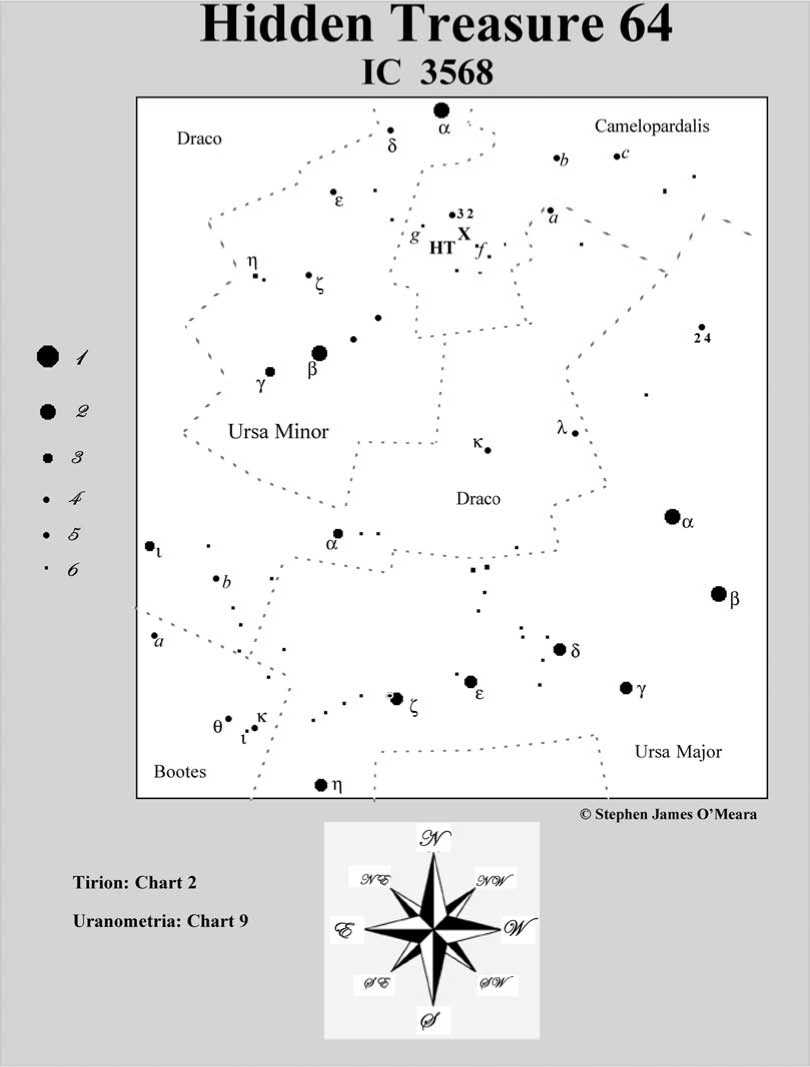 Hidden Treasure 64
IC 3568
α
Draco
Camelopardalis
δ
b
c
ε
32
a
g
X
HT
f
η
ζ
24
1
β
γ
2
Ursa Minor
λ
κ
3
4
Draco
α
5
α
ι
6
b
β
a
δ
ε
γ
ζ
θ
κ
ι
Ursa Major
Bootes
η
© Stephen James O’Meara
N
NE
NW
Tirion: Chart 2
Uranometria: Chart 9
E
W
SE
SW
S